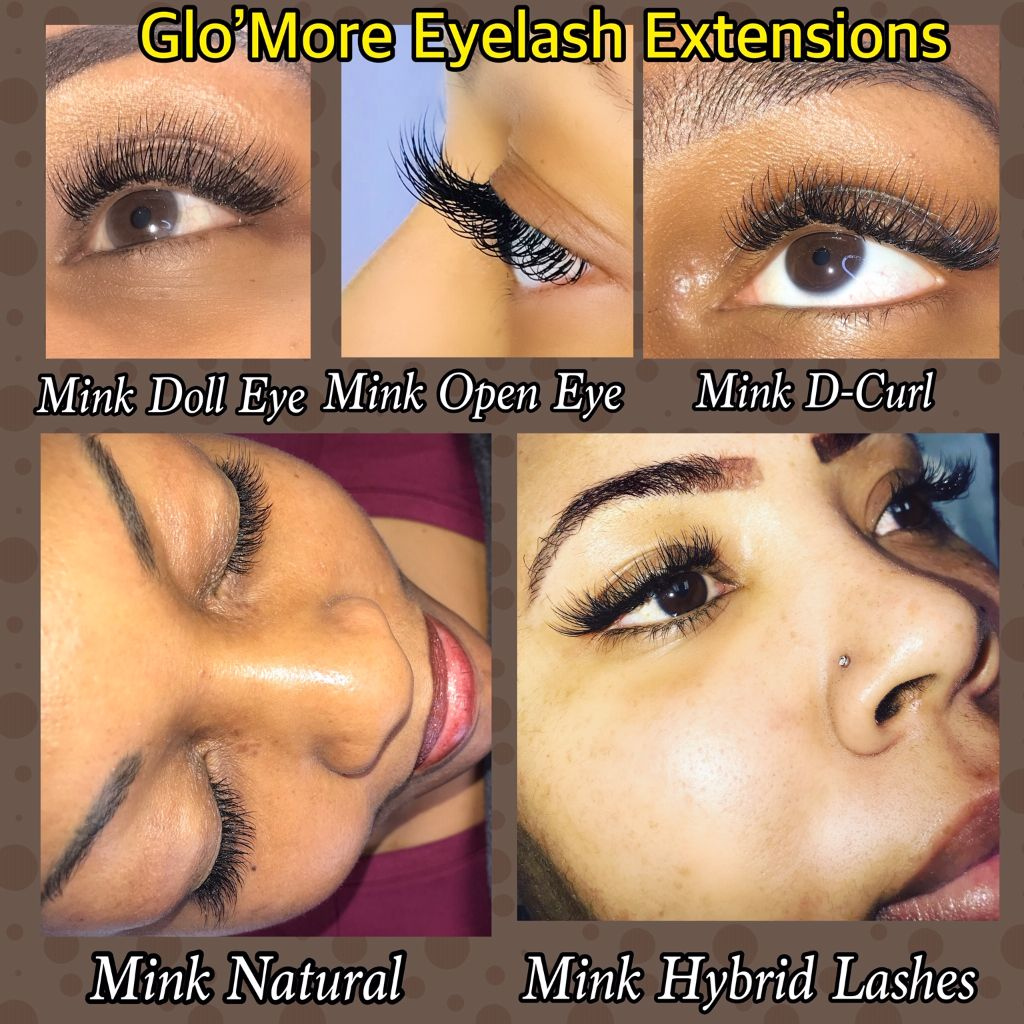 Glo’More Eyelash Extensions
Mink Doll Eye
Mink Open Eye
Mink D-Curl
Mink Natural
Mink Hybrid Lashes